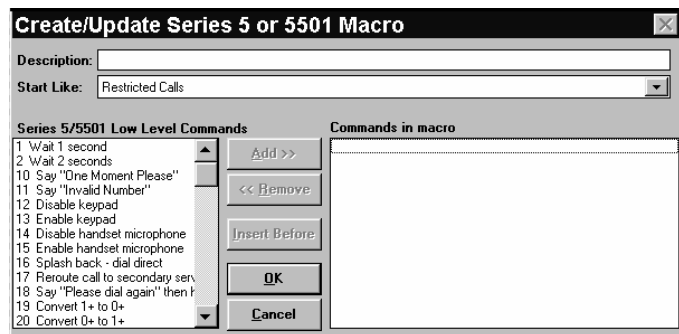 Create/Update Series 5 or 5501 Macro
Description:
Start Like: Restricted Calls
Series 5/5501 Low Level Commands
1 Wait 1 second
2 Wait 2 seconds
10 Say "One Moment Please"
11 Say "Invalid Number"
12 Disable keypad
13 Enable keypad
14 Disable handset microphone
15 Enable handset microphone
16 Splash back - dial direct
17 Reroute call to secondary serv
18 Say "Please dial again" then h
19 Convert 1+ to 0+
20 Convert 0+ to 1+
Add >>
<< Remove
Insert Before
OK
Cancel
Commands in macro